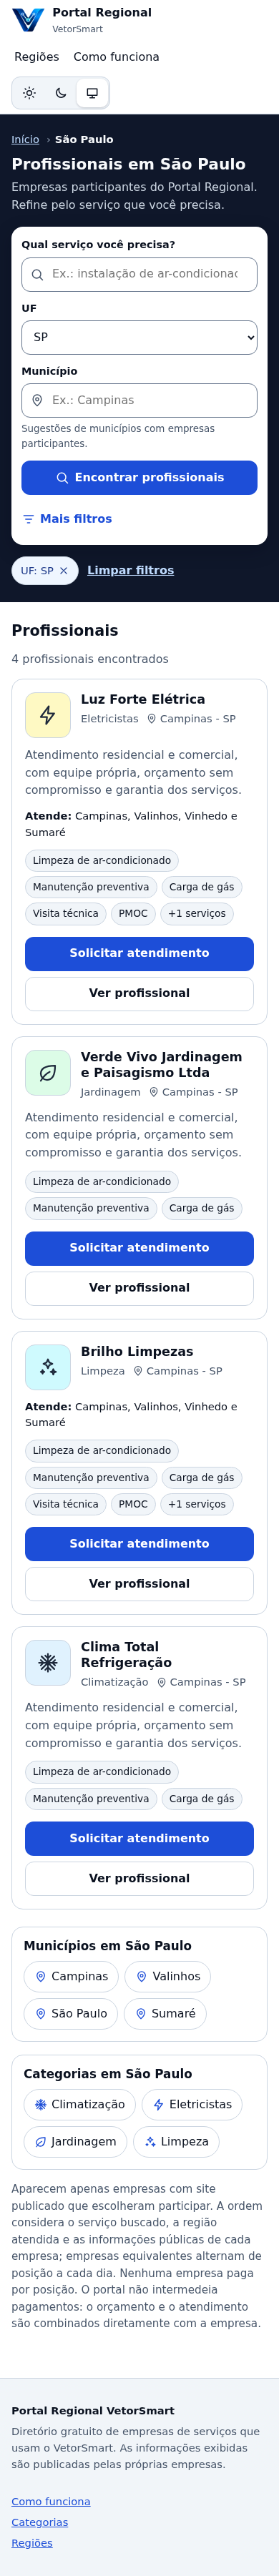 Portal Regional
VetorSmart
Regiões Como funciona
Início › São Paulo
Profissionais em São Paulo
Empresas participantes do Portal Regional.
Refine pelo serviço que você precisa.
Qual serviço você precisa?
Ex.: instalação de ar-condicionac
UF
SP
Município
Ex.: Campinas
Sugestões de municípios com empresas
participantes.
Encontrar profissionais
Mais filtros
UF: SP ✕ Limpar filtros
Profissionais
4 profissionais encontrados
Luz Forte Elétrica
Eletricistas Campinas - SP
Atendimento residencial e comercial,
com equipe própria, orçamento sem
compromisso e garantia dos serviços.
Atende: Campinas, Valinhos, Vinhedo e
Sumaré
Limpeza de ar-condicionado
Manutenção preventiva Carga de gás
Visita técnica PMOC +1 serviços
Solicitar atendimento
Ver profissional
Verde Vivo Jardinagem
e Paisagismo Ltda
Jardinagem Campinas - SP
Atendimento residencial e comercial,
com equipe própria, orçamento sem
compromisso e garantia dos serviços.
Limpeza de ar-condicionado
Manutenção preventiva Carga de gás
Solicitar atendimento
Ver profissional
Brilho Limpezas
Limpeza Campinas - SP
Atende: Campinas, Valinhos, Vinhedo e
Sumaré
Limpeza de ar-condicionado
Manutenção preventiva Carga de gás
Visita técnica PMOC +1 serviços
Solicitar atendimento
Ver profissional
Clima Total
Refrigeração
Climatização Campinas - SP
Atendimento residencial e comercial,
com equipe própria, orçamento sem
compromisso e garantia dos serviços.
Limpeza de ar-condicionado
Manutenção preventiva Carga de gás
Solicitar atendimento
Ver profissional
Municípios em São Paulo
Campinas Valinhos
São Paulo Sumaré
Categorias em São Paulo
Climatização Eletricistas
Jardinagem Limpeza
Aparecem apenas empresas com site
publicado que escolheram participar. A ordem
considera o serviço buscado, a região
atendida e as informações públicas de cada
empresa; empresas equivalentes alternam de
posição a cada dia. Nenhuma empresa paga
por posição. O portal não intermedeia
pagamentos: o orçamento e o atendimento
são combinados diretamente com a empresa.
Portal Regional VetorSmart
Diretório gratuito de empresas de serviços que
usam o VetorSmart. As informações exibidas
são publicadas pelas próprias empresas.
Como funciona
Categorias
Regiões